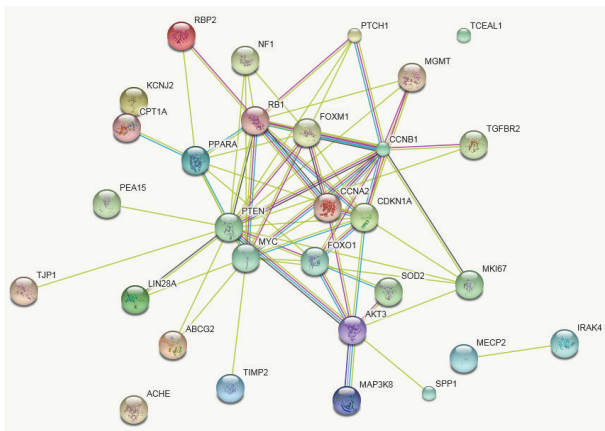 RBP2
PTCH1
TCEAL1
NF1
MGMT
KCNJ2
RB1
CPT1A
FOXM1
CCNB1
TGFBR2
PPARA
PEA15
CCNA2
CDKN1A
PTEN
MYC
FOXO1
TJP1
LIN28A
SOD2
MKI67
ABCG2
AKT3
MECP2
IRAK4
TIMP2
MAP3K8
SPP1
ACHE